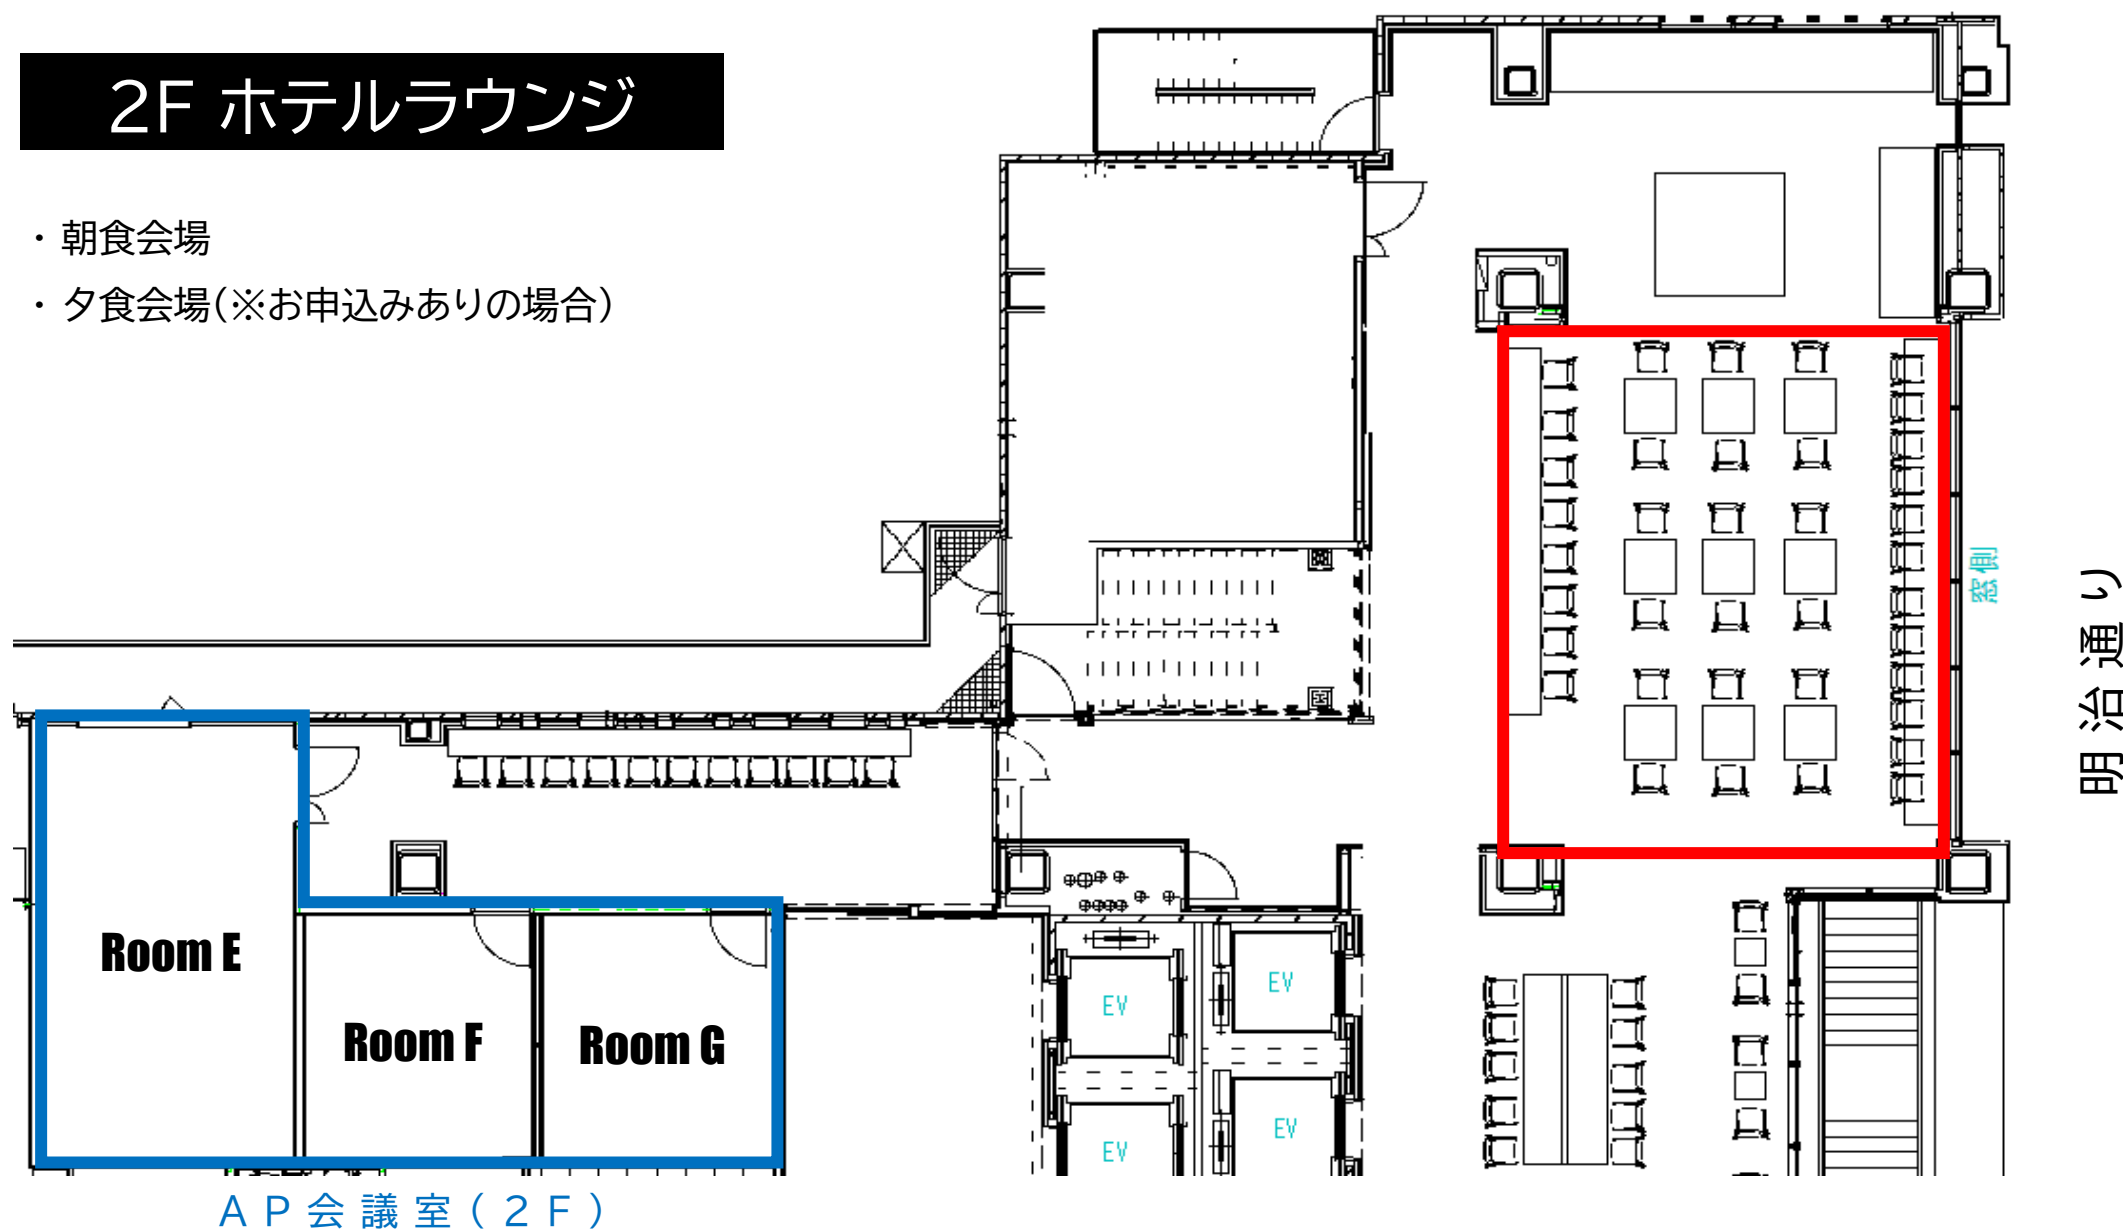 2F ホテルラウンジ
・ 朝食会場
・ 夕食会場(※お申込みありの場合)
窓側
明治通り
Room E
Room F
Room G
EV
EV
EV
EV
AP会議室(2F)